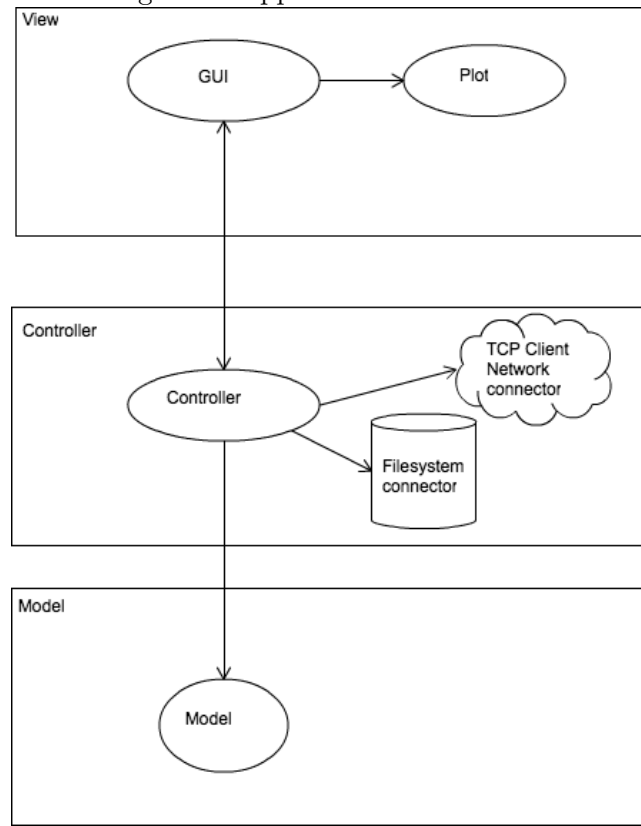 View
GUI
Plot
Controller
TCP Client
Network
connector
Controller
Filesystem
connector
Model
Model